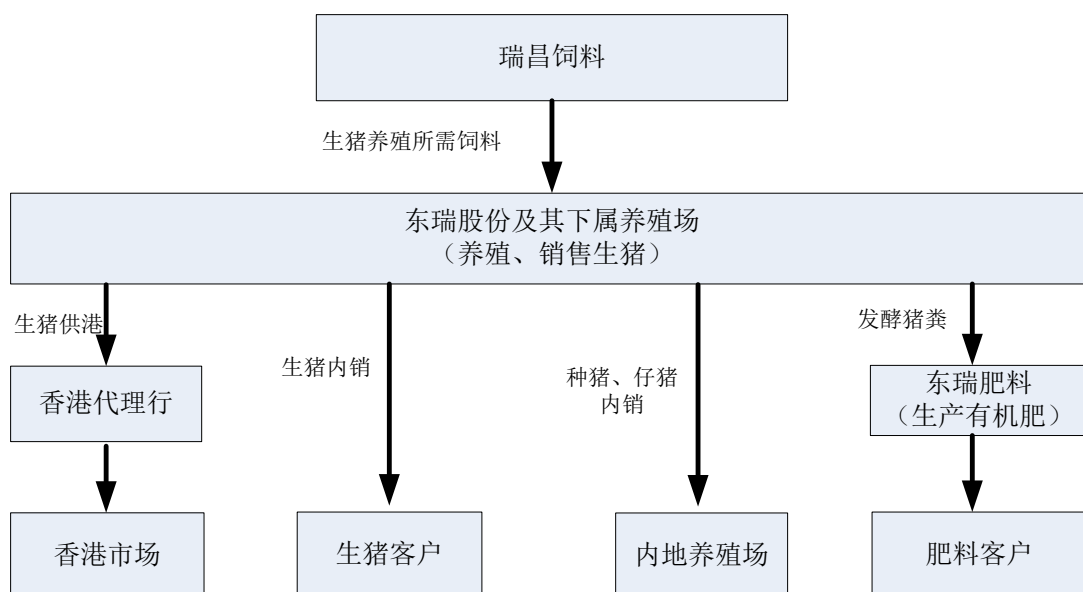 瑞昌饲料
生猪养殖所需饲料
东瑞股份及其下属养殖场
（养殖、销售生猪）
生猪供港
生猪内销
种猪、仔猪
内销
发酵猪粪
香港代理行
东瑞肥料
（生产有机肥）
香港市场
生猪客户
内地养殖场
肥料客户